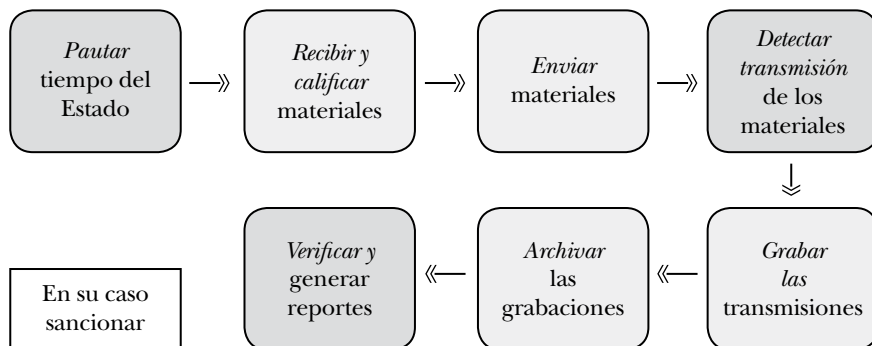 Pautar
tiempo del
Estado
Recibir y
calificar
materiales
Enviar
materiales
Detectar
transmisión
de los
materiales
Grabar
las
transmisiones
Archivar
las
grabaciones
Verificar y
generar
reportes
En su caso
sancionar